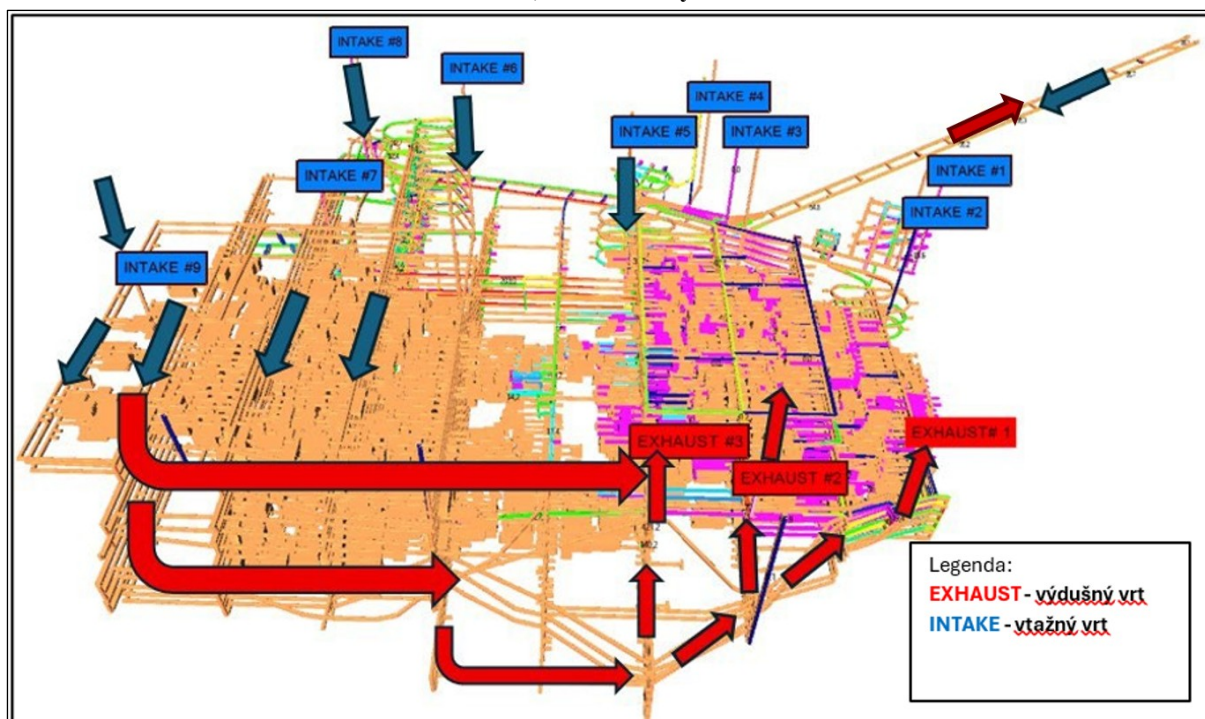 INTAKE #8
INTAKE #6
INTAKE #4
INTAKE #5
INTAKE #3
INTAKE #1
INTAKE #7
INTAKE #2
INTAKE #9
EXHAUST #3
EXHAUST# 1
EXHAUST #2
Legenda:
EXHAUST - výdušný vrt
INTAKE - vtažný vrt